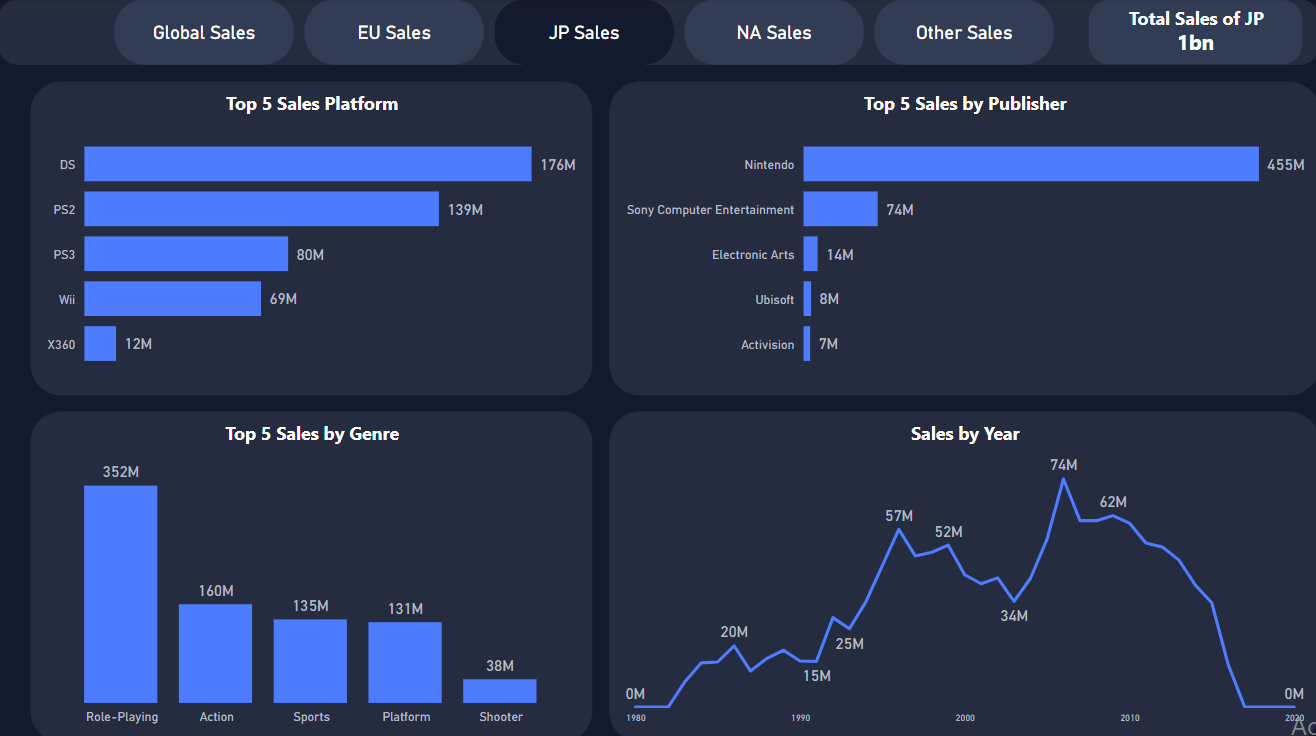 Global Sales
EU Sales
JP Sales
NA Sales
Other Sales
Total Sales of JP
1bn
Top 5 Sales Platform
DS 176M
PS2 139M
PS3 80M
Wii 69M
X360 12M
Top 5 Sales by Publisher
Nintendo 455M
Sony Computer Entertainment 74M
Electronic Arts 14M
Ubisoft 8M
Activision 7M
Top 5 Sales by Genre
352M
160M
135M
131M
38M
Role-Playing
Action
Sports
Platform
Shooter
Sales by Year
74M
62M
57M
52M
34M
20M
25M
15M
0M
0M
1980
1990
2000
2010
2020